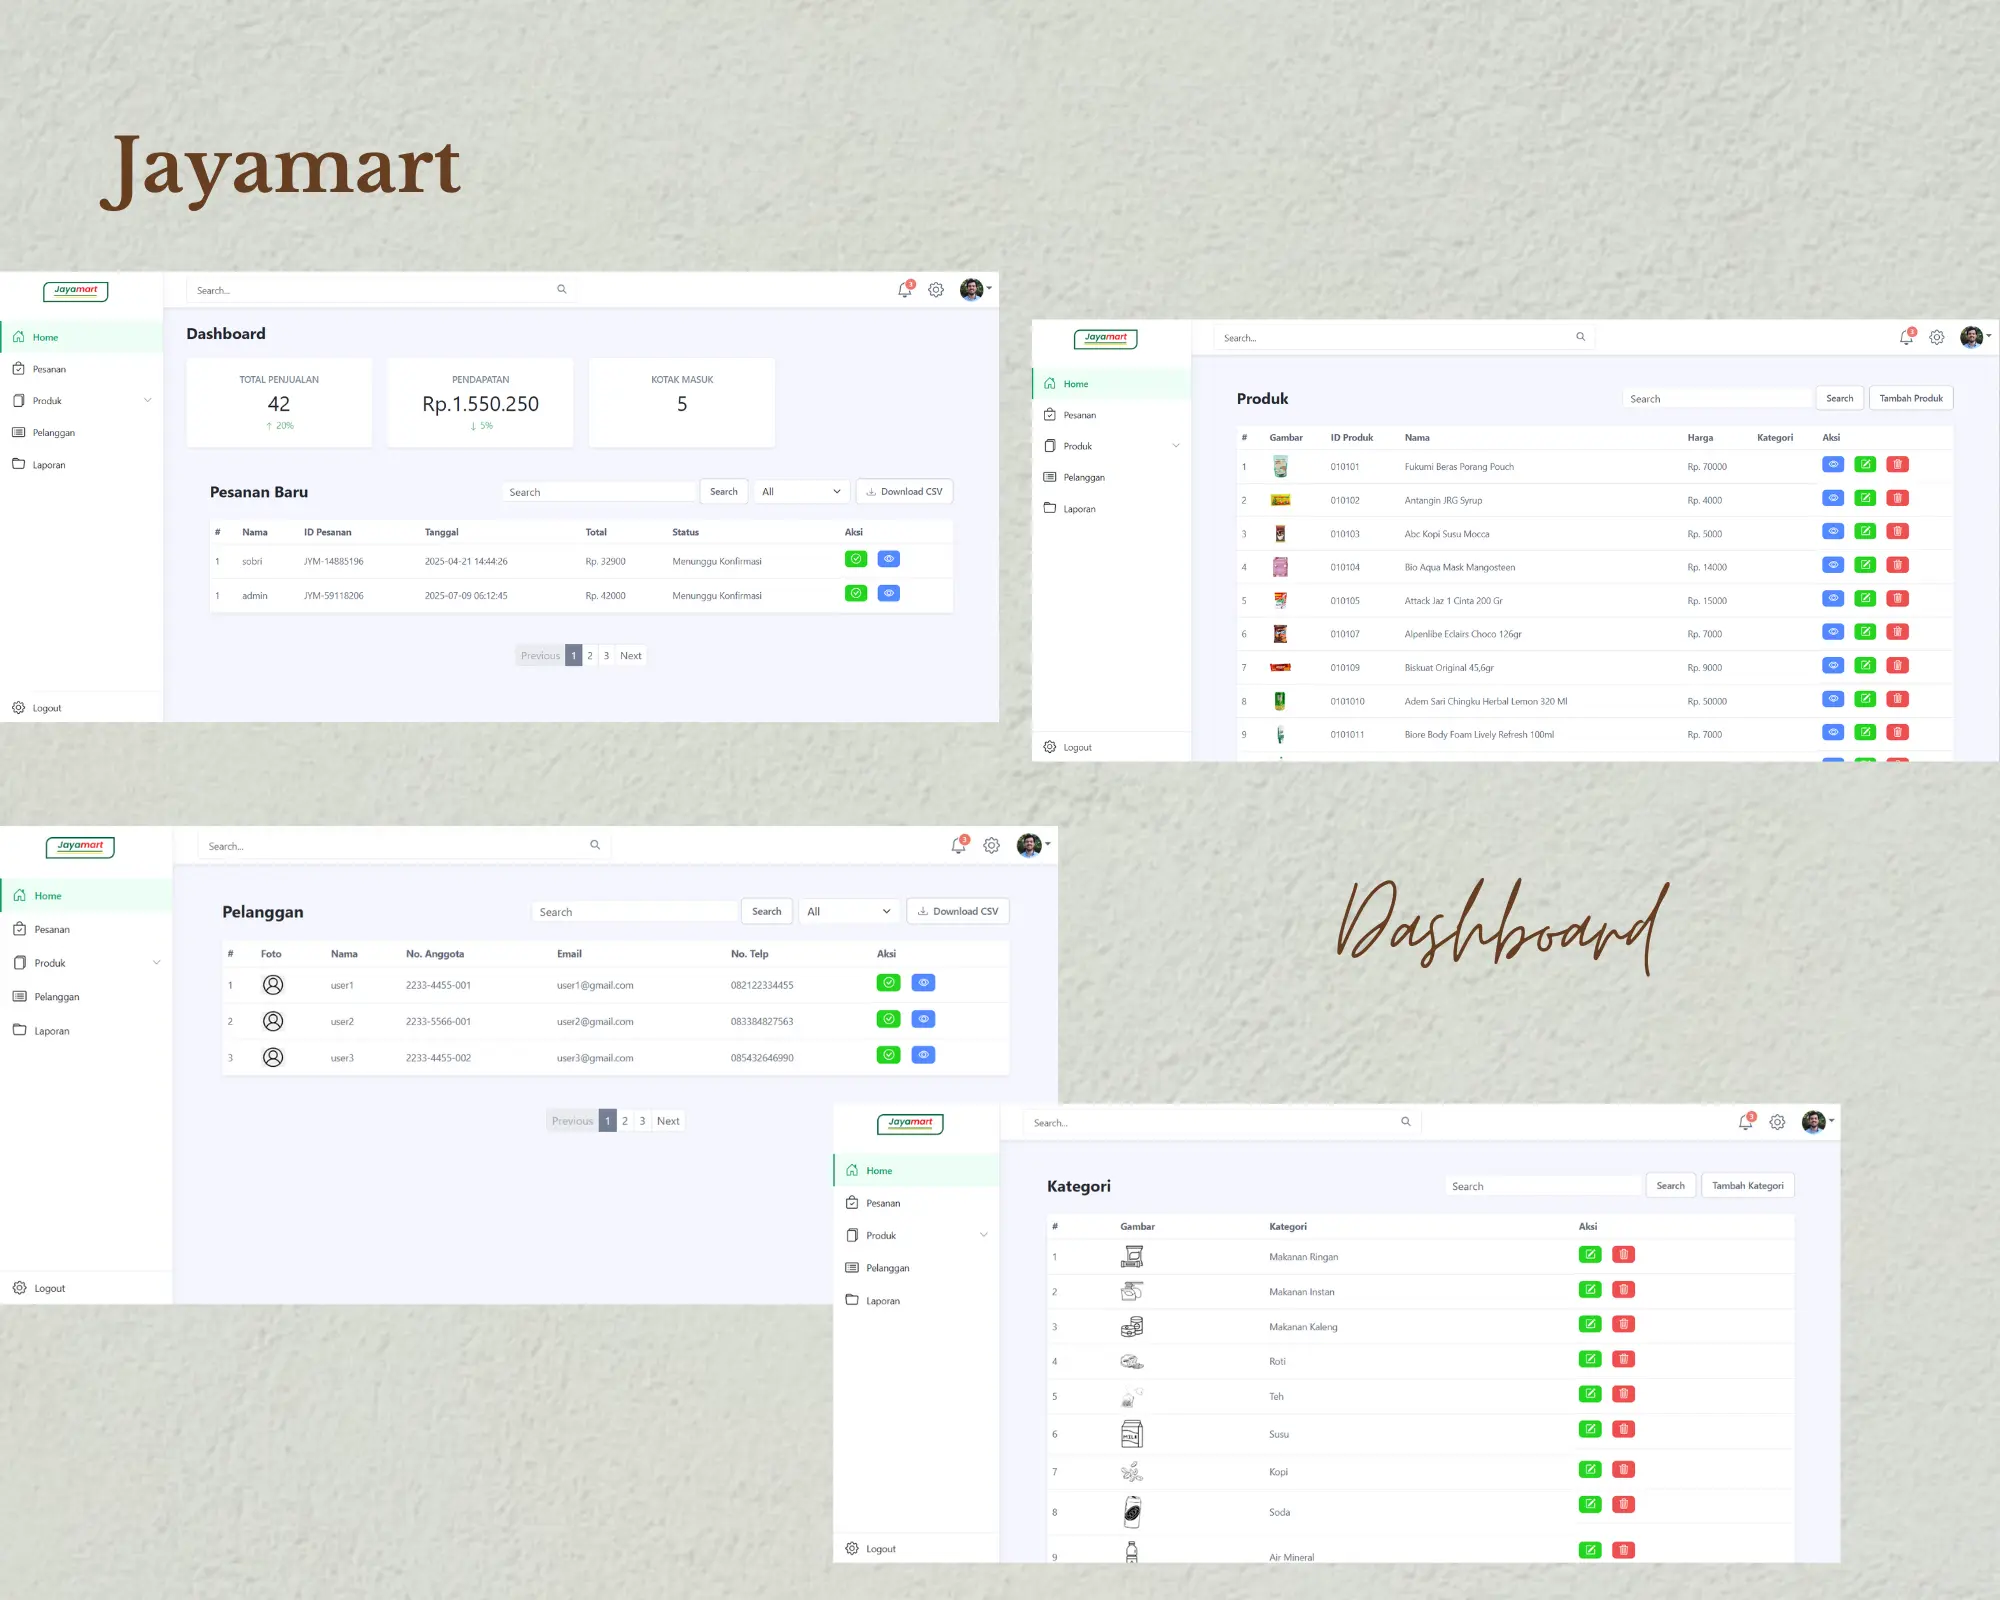 Jayamart
Jayamart
Search...
3
Home
Pesanan
Produk
Pelanggan
Laporan
Logout
Dashboard
TOTAL PENJUALAN
42
↑ 20%
PENDAPATAN
Rp.1.550.250
↓ 5%
KOTAK MASUK
5
Pesanan Baru
Search Search All Download CSV
# Nama ID Pesanan Tanggal Total Status Aksi
1 sobri JYM-14885196 2025-04-21 14:44:26 Rp. 32900 Menunggu Konfirmasi
1 admin JYM-59118206 2025-07-09 06:12:45 Rp. 42000 Menunggu Konfirmasi
Previous 1 2 3 Next
Jayamart
Search...
3
Home
Pesanan
Produk
Pelanggan
Laporan
Logout
Produk
Search Search Tambah Produk
# Gambar ID Produk Nama Harga Kategori Aksi
1 010101 Fukumi Beras Porang Pouch Rp. 70000
2 010102 Antangin JRG Syrup Rp. 4000
3 010103 Abc Kopi Susu Mocca Rp. 5000
4 010104 Bio Aqua Mask Mangosteen Rp. 14000
5 010105 Attack Jaz 1 Cinta 200 Gr Rp. 15000
6 010107 Alpenlibe Eclairs Choco 126gr Rp. 7000
7 010109 Biskuat Original 45,6gr Rp. 9000
8 0101010 Adem Sari Chingku Herbal Lemon 320 Ml Rp. 50000
9 0101011 Biore Body Foam Lively Refresh 100ml Rp. 7000
Jayamart
Search...
3
Home
Pesanan
Produk
Pelanggan
Laporan
Logout
Pelanggan
Search Search All Download CSV
# Foto Nama No. Anggota Email No. Telp Aksi
1 user1 2233-4455-001 user1@gmail.com 082122334455
2 user2 2233-5566-001 user2@gmail.com 083384827563
3 user3 2233-4455-002 user3@gmail.com 085432646990
Previous 1 2 3 Next
Dashboard
Jayamart
Search...
3
Home
Pesanan
Produk
Pelanggan
Laporan
Logout
Kategori
Search Search Tambah Kategori
# Gambar Kategori Aksi
1 Makanan Ringan
2 Makanan Instan
3 Makanan Kaleng
4 Roti
5 Teh
6 MILK Susu
7 Kopi
8 Soda
9 Air Mineral